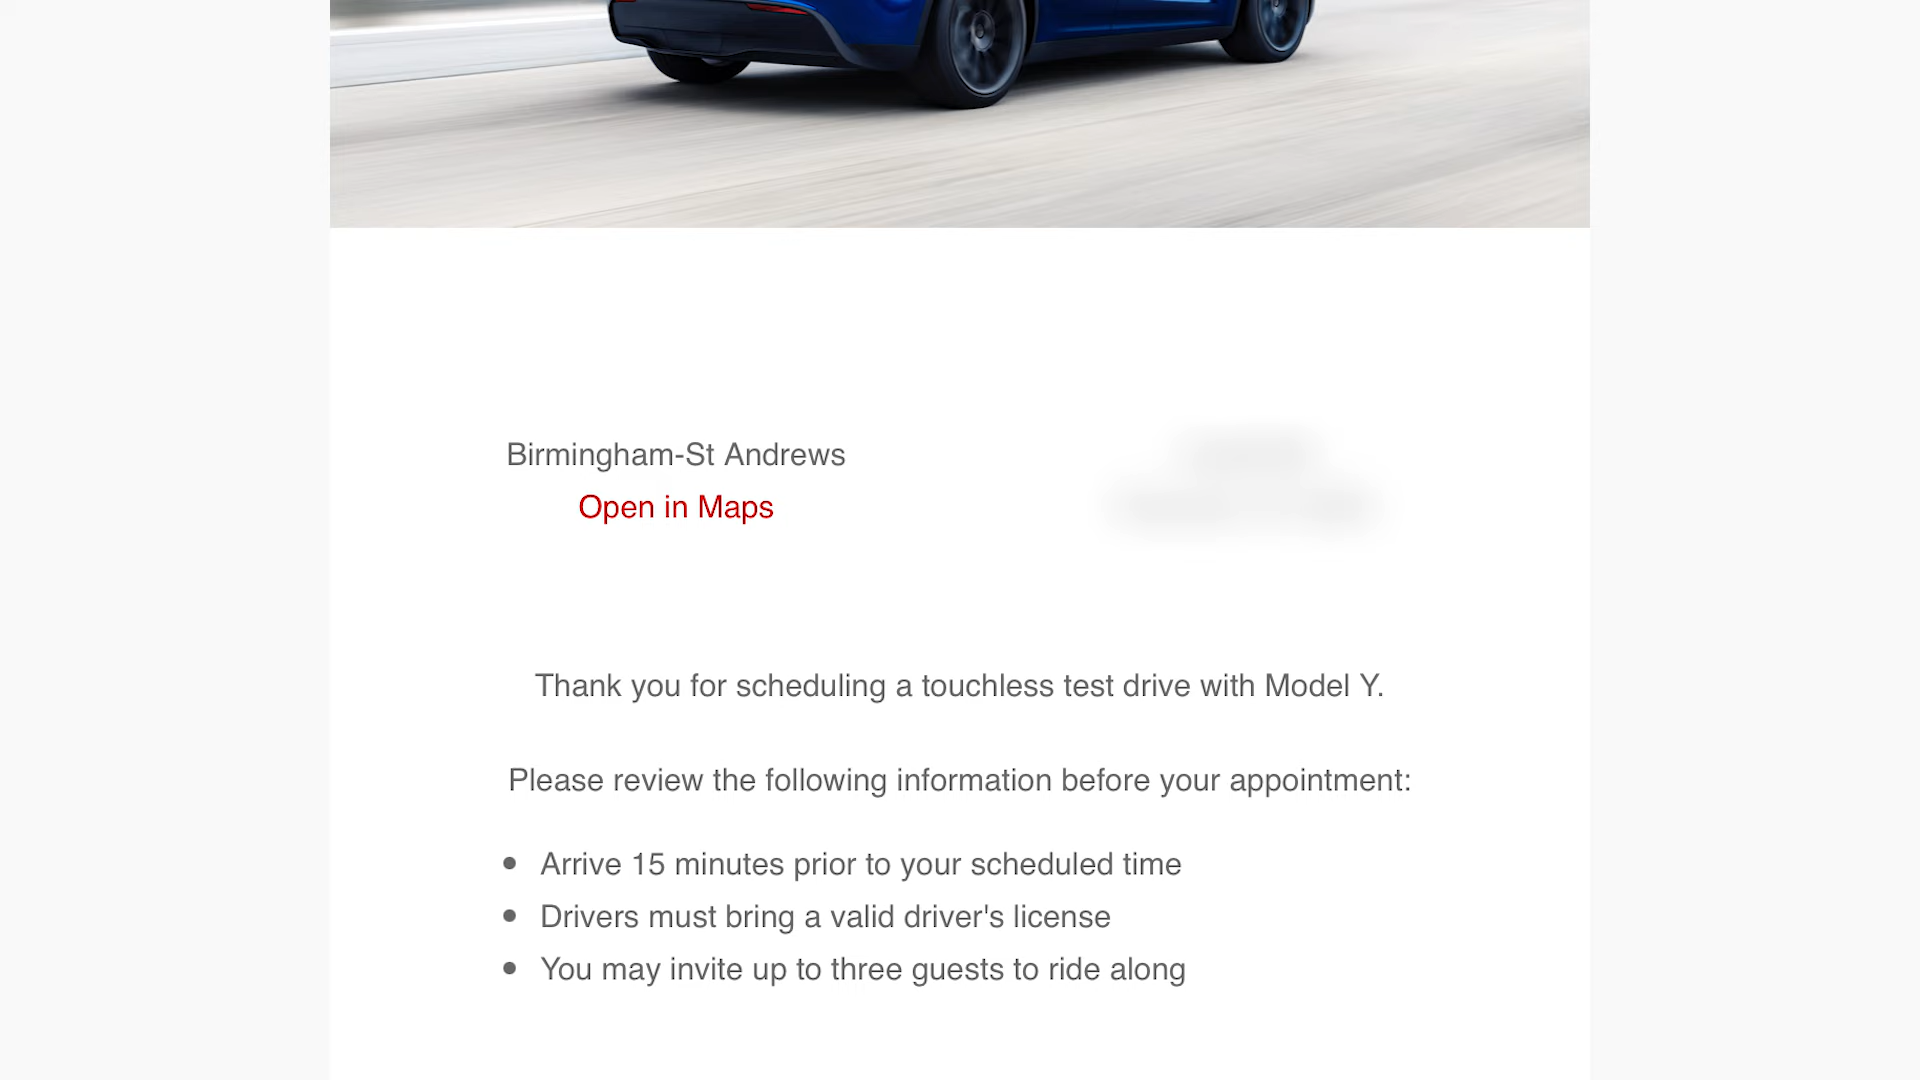 Birmingham-St Andrews
Open in Maps
Thank you for scheduling a touchless test drive with Model Y.
Please review the following information before your appointment:
• Arrive 15 minutes prior to your scheduled time
• Drivers must bring a valid driver's license
• You may invite up to three guests to ride along